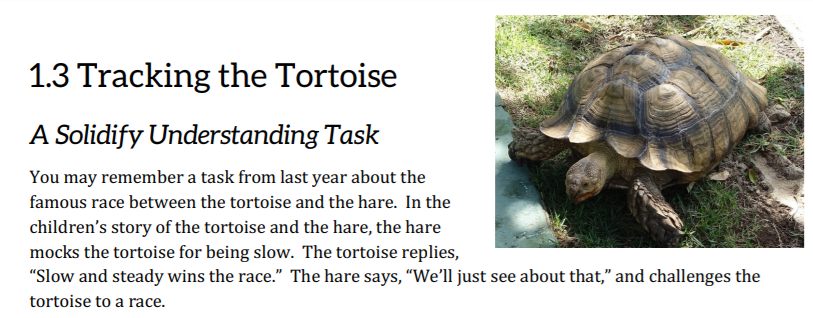 1.3 Tracking the Tortoise
A Solidify Understanding Task
You may remember a task from last year about the
famous race between the tortoise and the hare.  In the
children’s story of the tortoise and the hare, the hare
mocks the tortoise for being slow.  The tortoise replies,
“Slow and steady wins the race.”  The hare says, “We’ll just see about that,” and challenges the
tortoise to a race.